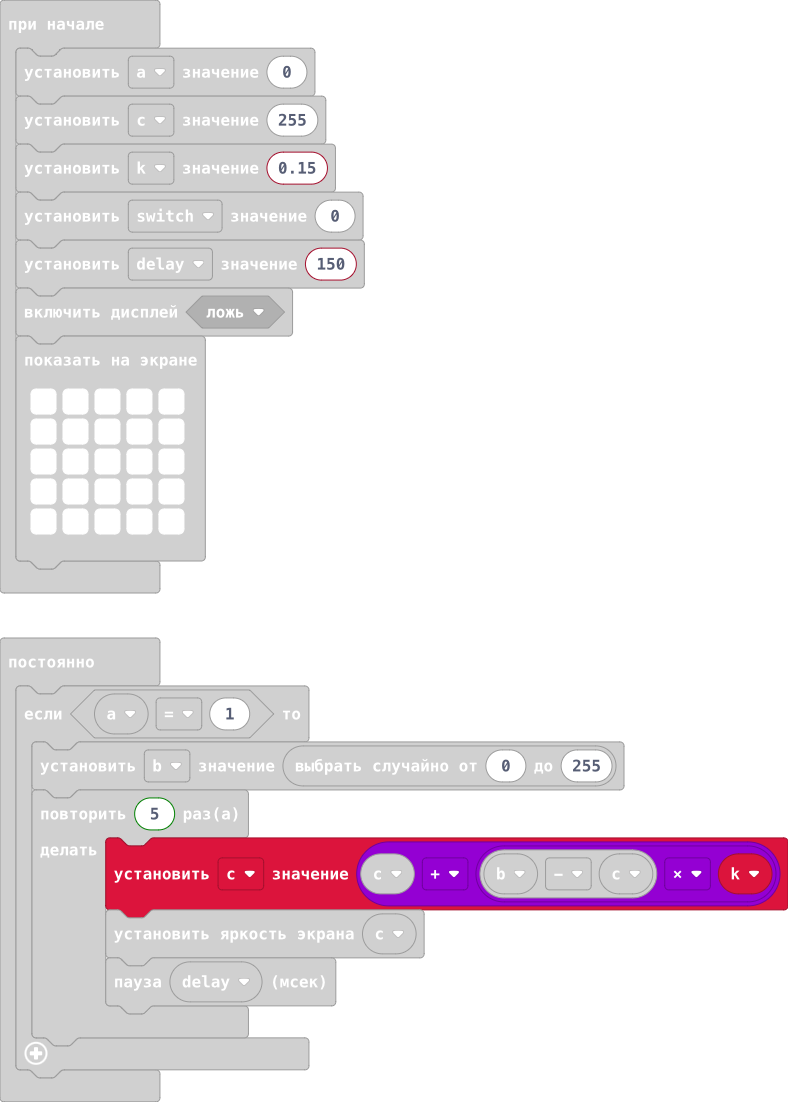 при начале
установить a значение 0
установить c значение 255
установить k значение 0.15
установить switch значение 0
установить delay значение 150
включить дисплей ложь
показать на экране
постоянно
если a = 1 то
установить b значение выбрать случайно от 0 до 255
повторить 5 раз(а)
делать
установить c значение c + b - c × k
установить яркость экрана c
пауза delay (мсек)